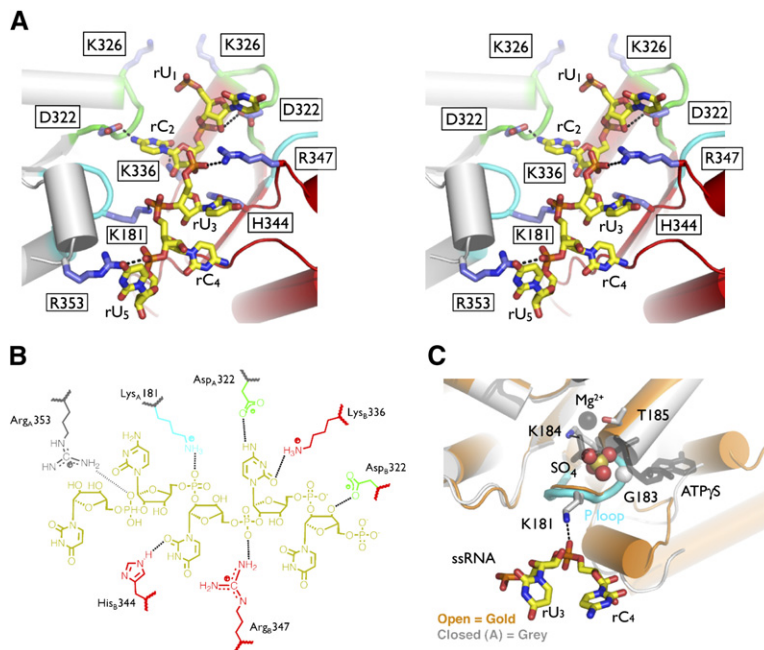 A
K326
K326
rU1
D322
rC2
D322
K336
R347
rU3
K181
H344
R353
rC4
rU5
K326
K326
rU1
D322
rC2
D322
K336
R347
rU3
K181
H344
R353
rC4
rU5
B
AspA322
LysA181
ArgA353
LysB336
AspB322
HisB344
ArgB347
C
Mg2+
T185
K184
SO4
G183
ATPγS
K181
P loop
ssRNA
rU3
rC4
Open = Gold
Closed (A) = Grey